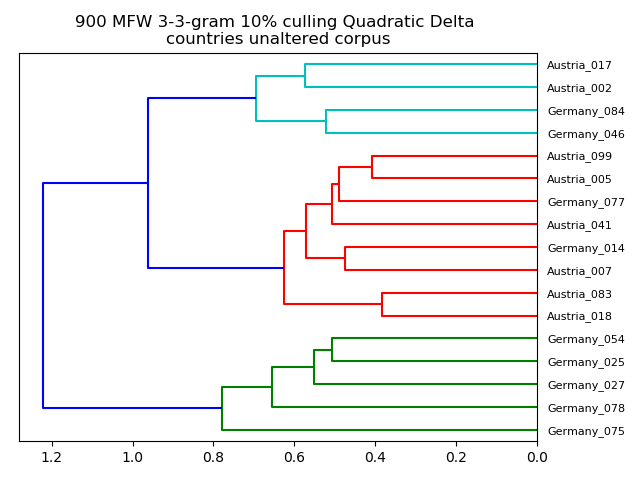 900 MFW 3-3-gram 10% culling Quadratic Delta
countries unaltered corpus
Austria_017
Austria_002
Germany_084
Germany_046
Austria_099
Austria_005
Germany_077
Austria_041
Germany_014
Austria_007
Austria_083
Austria_018
Germany_054
Germany_025
Germany_027
Germany_078
Germany_075
1.2 1.0 0.8 0.6 0.4 0.2 0.0